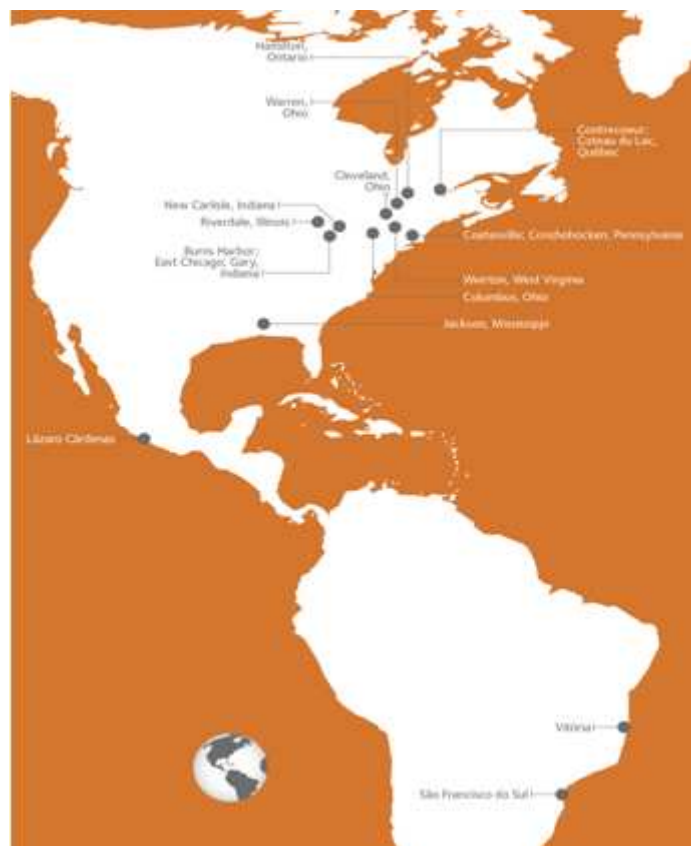 Hamilton,
Ontario
Warren,
Ohio
Contrecoeur;
Coteau du Lac,
Québec
Cleveland,
Ohio
New Carlisle, Indiana
Riverdale, Illinois
Coatesville, Conshohocken, Pennsylvania
Burns Harbor;
East Chicago; Gary,
Indiana
Weirton, West Virginia
Columbus, Ohio
Jackson, Mississippi
Lázaro Cárdenas
Vitória
São Francisco do Sul